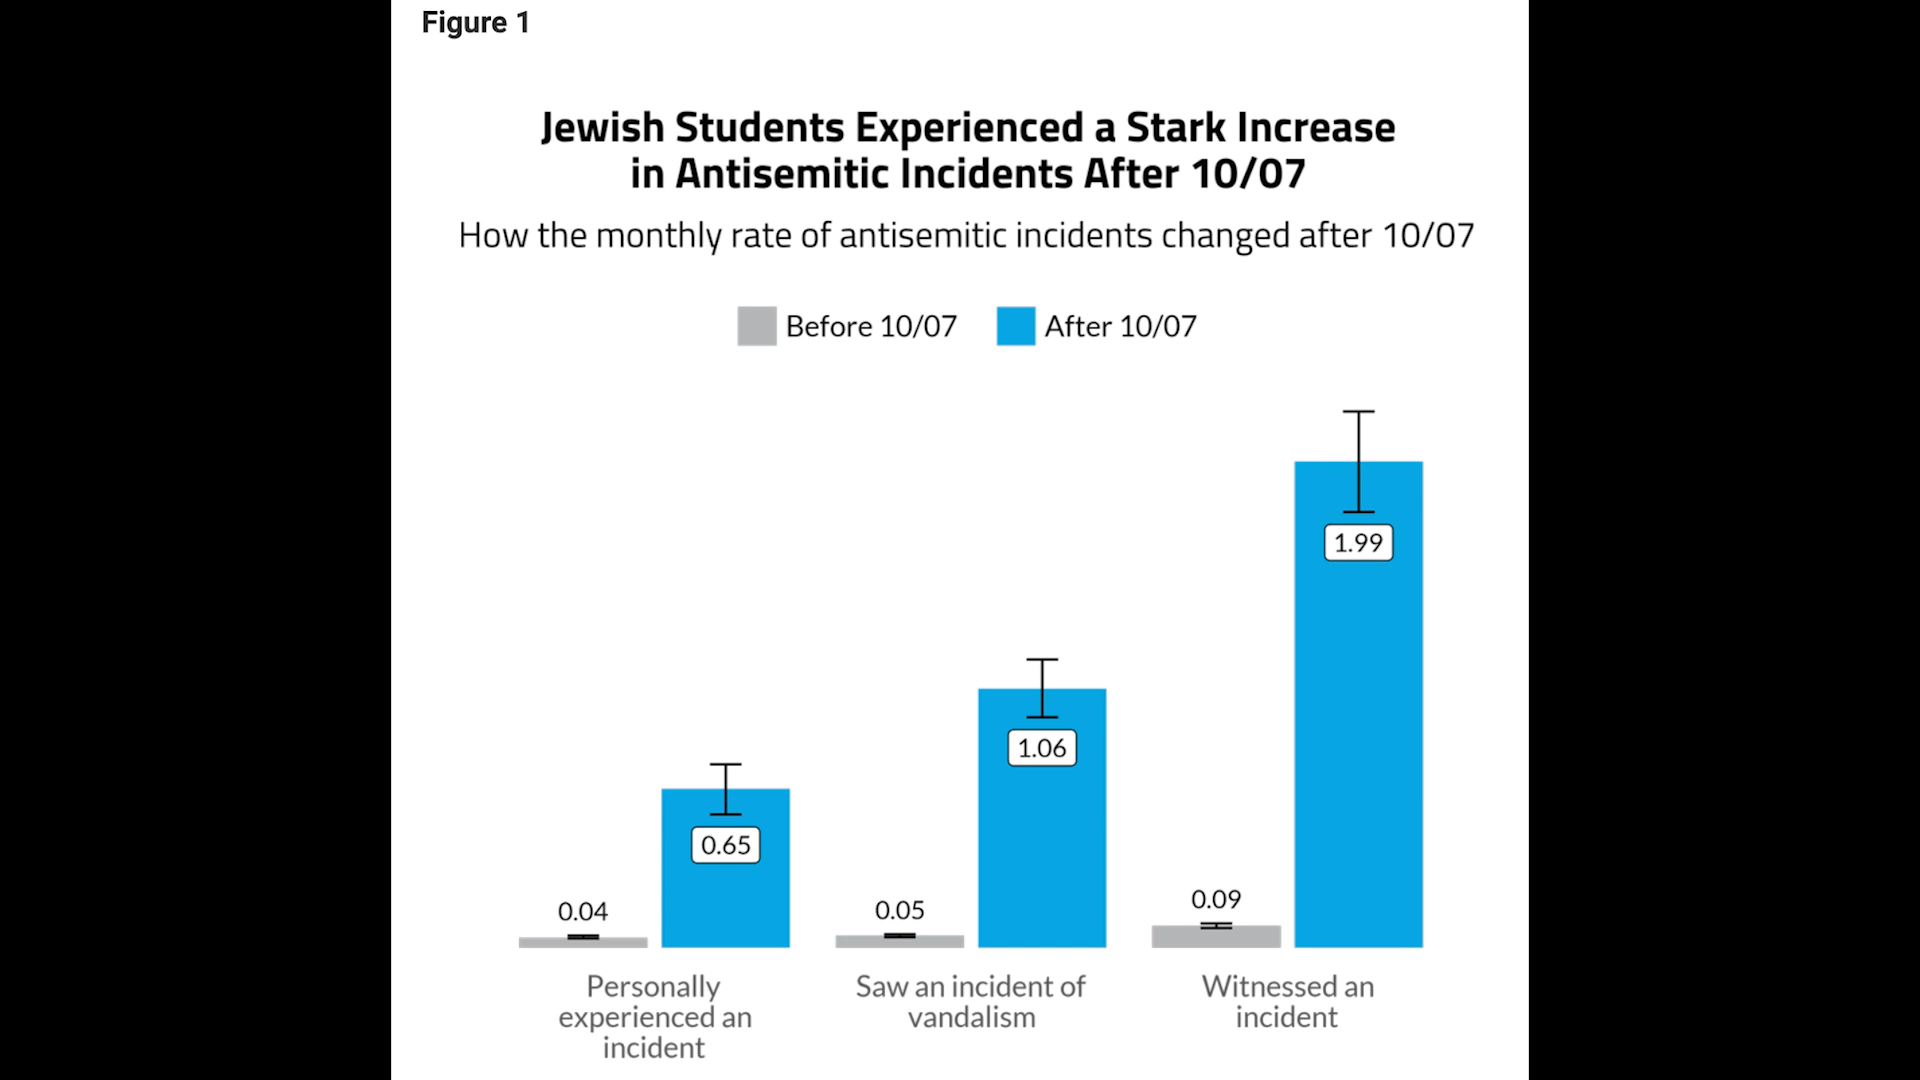 Figure 1
Jewish Students Experienced a Stark Increase
in Antisemitic Incidents After 10/07
How the monthly rate of antisemitic incidents changed after 10/07
Before 10/07 After 10/07
1.99
1.06
0.65
0.04
0.05
0.09
Personally
experienced an
incident
Saw an incident of
vandalism
Witnessed an
incident